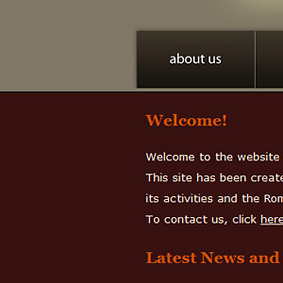 about us
Welcome!
Welcome to the website
This site has been create
its activities and the Rom
To contact us, click here
Latest News and